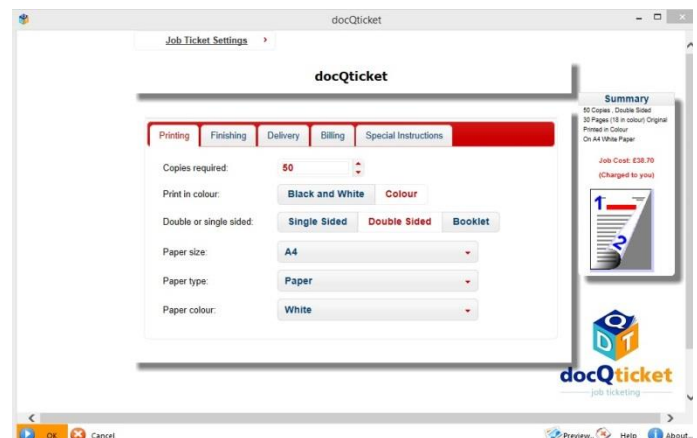 docQticket
Job Ticket Settings
docQticket
Printing Finishing Delivery Billing Special Instructions
Copies required: 50
Print in colour: Black and White Colour
Double or single sided: Single Sided Double Sided Booklet
Paper size: A4
Paper type: Paper
Paper colour: White
Summary
50 Copies , Double Sided
30 Pages (18 in colour) Original
Printed in Colour
On A4 White Paper
Job Cost: £38.70
(Charged to you)
1
2
Q
D T
docQticket
job ticketing
OK Cancel Preview.. Help About..